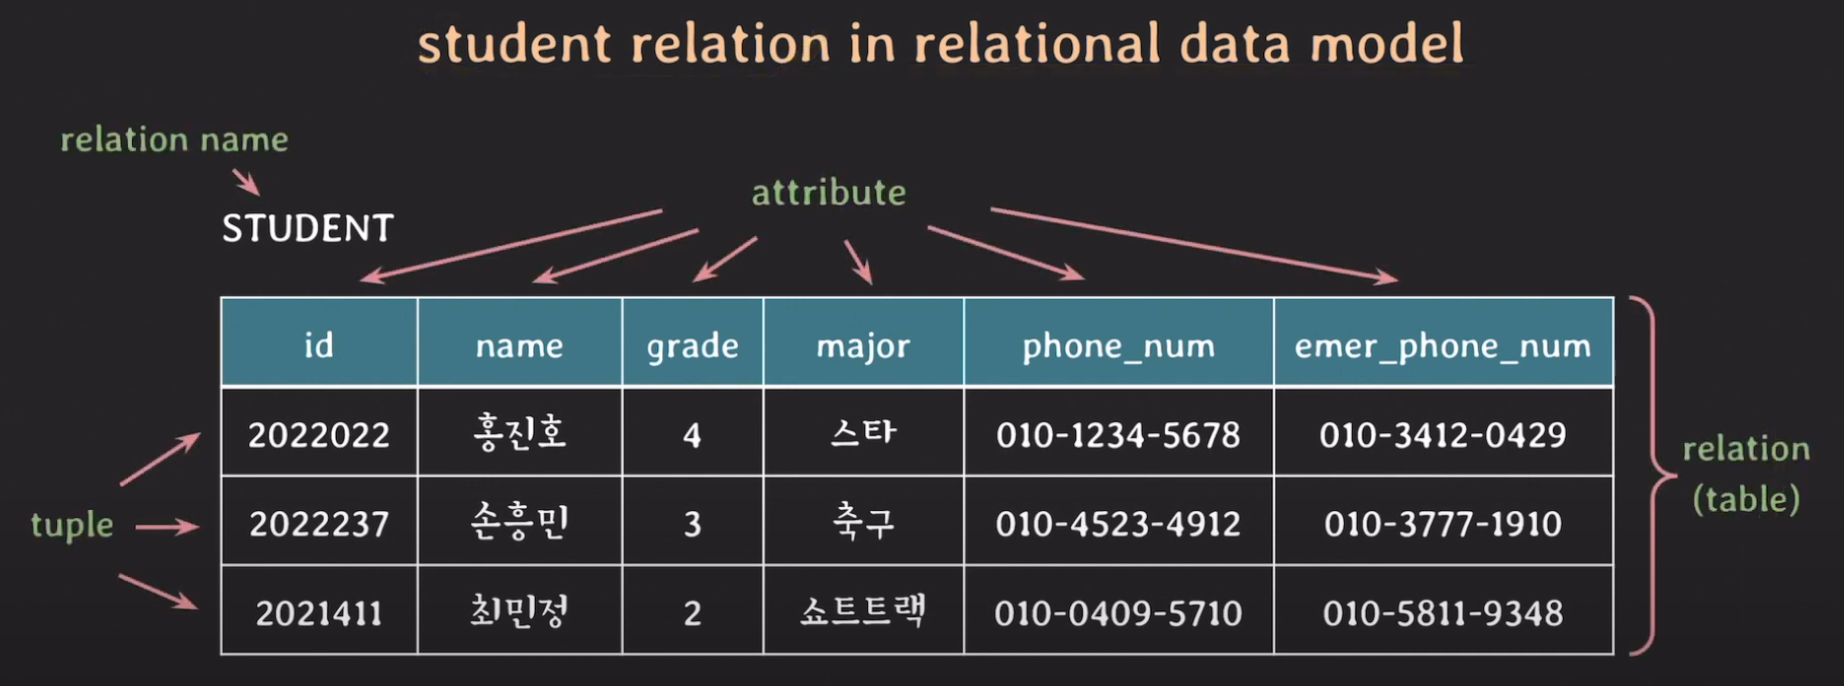 student relation in relational data model
relation name
attribute
STUDENT
id name grade major phone_num emer_phone_num
2022022 홍진호 4 스타 010-1234-5678 010-3412-0429
relation
(table)
tuple
2022237 손흥민 3 축구 010-4523-4912 010-3777-1910
2021411 최민정 2 쇼트트랙 010-0409-5710 010-5811-9348